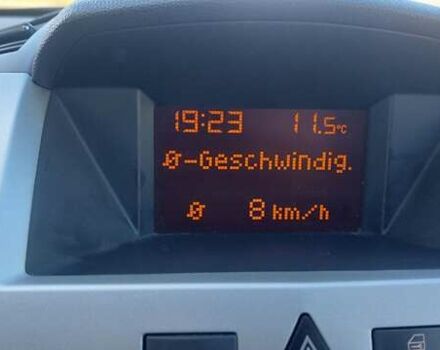 19:23 11.5°C
Ø-Geschwindig.
Ø 8 km/h